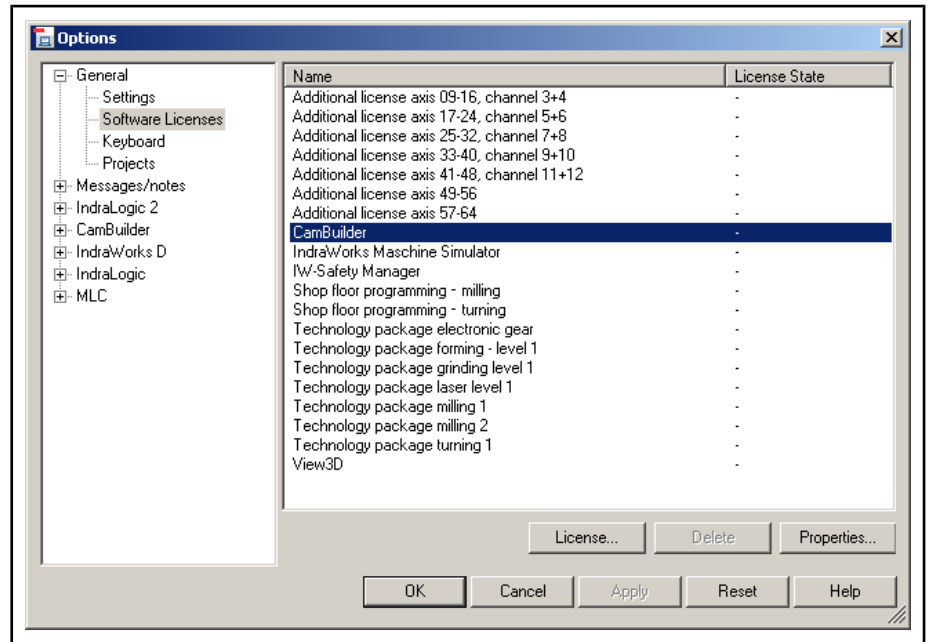 Options
General
Settings
Software Licenses
Keyboard
Projects
Messages/notes
IndraLogic 2
CamBuilder
IndraWorks D
IndraLogic
MLC
Name License State
Additional license axis 09-16, channel 3+4 -
Additional license axis 17-24, channel 5+6 -
Additional license axis 25-32, channel 7+8 -
Additional license axis 33-40, channel 9+10 -
Additional license axis 41-48, channel 11+12 -
Additional license axis 49-56 -
Additional license axis 57-64 -
CamBuilder -
IndraWorks Maschine Simulator -
IW-Safety Manager -
Shop floor programming - milling -
Shop floor programming - turning -
Technology package electronic gear -
Technology package forming - level 1 -
Technology package grinding level 1 -
Technology package laser level 1 -
Technology package milling 1 -
Technology package milling 2 -
Technology package turning 1 -
View3D -
License... Delete Properties...
OK Cancel Apply Reset Help